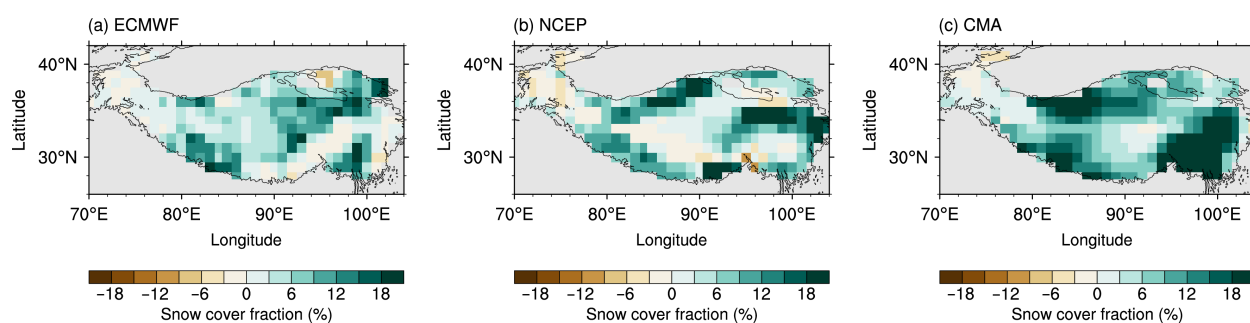 (a) ECMWF
(b) NCEP
(c) CMA
Latitude
40°N
30°N
70°E 80°E 90°E 100°E
Longitude
−18 −12 −6 0 6 12 18
Snow cover fraction (%)
Latitude
40°N
30°N
70°E 80°E 90°E 100°E
Longitude
−18 −12 −6 0 6 12 18
Snow cover fraction (%)
Latitude
40°N
30°N
70°E 80°E 90°E 100°E
Longitude
−18 −12 −6 0 6 12 18
Snow cover fraction (%)